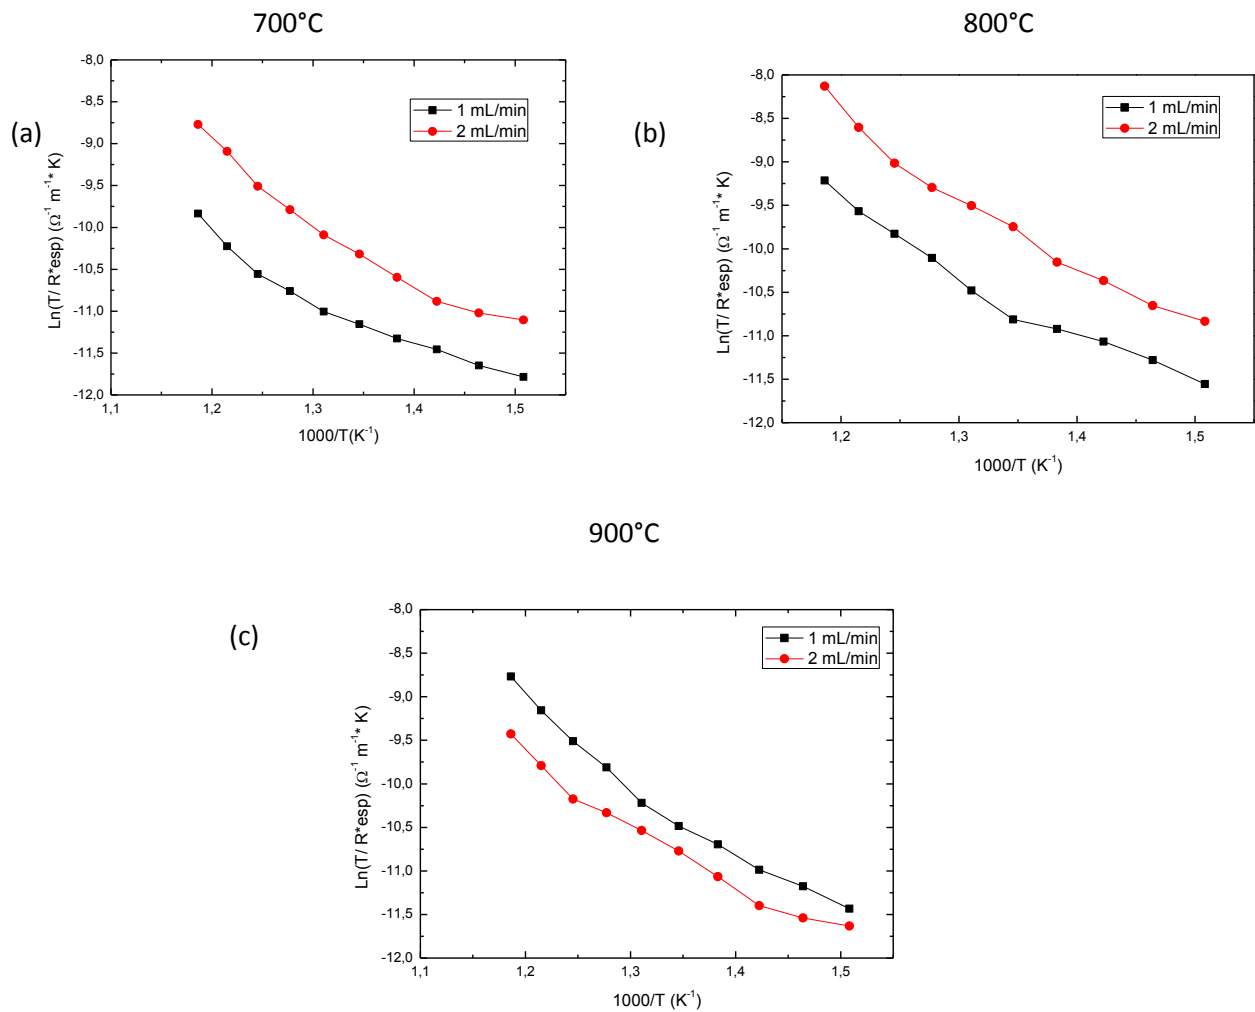 700°C
(a)
Ln(T/ R*esp) (Ω⁻¹ m⁻¹* K)
-8,0
-8,5
-9,0
-9,5
-10,0
-10,5
-11,0
-11,5
-12,0
1,1 1,2 1,3 1,4 1,5
1000/T(K⁻¹)
1 mL/min
2 mL/min
800°C
(b)
Ln(T/ R*esp) (Ω⁻¹ m⁻¹* K)
-8,0
-8,5
-9,0
-9,5
-10,0
-10,5
-11,0
-11,5
-12,0
1,2 1,3 1,4 1,5
1000/T (K⁻¹)
1 mL/min
2 mL/min
900°C
(c)
Ln(T/ R*esp) (Ω⁻¹ m⁻¹* K)
-8,0
-8,5
-9,0
-9,5
-10,0
-10,5
-11,0
-11,5
-12,0
1,1 1,2 1,3 1,4 1,5
1000/T (K⁻¹)
1 mL/min
2 mL/min